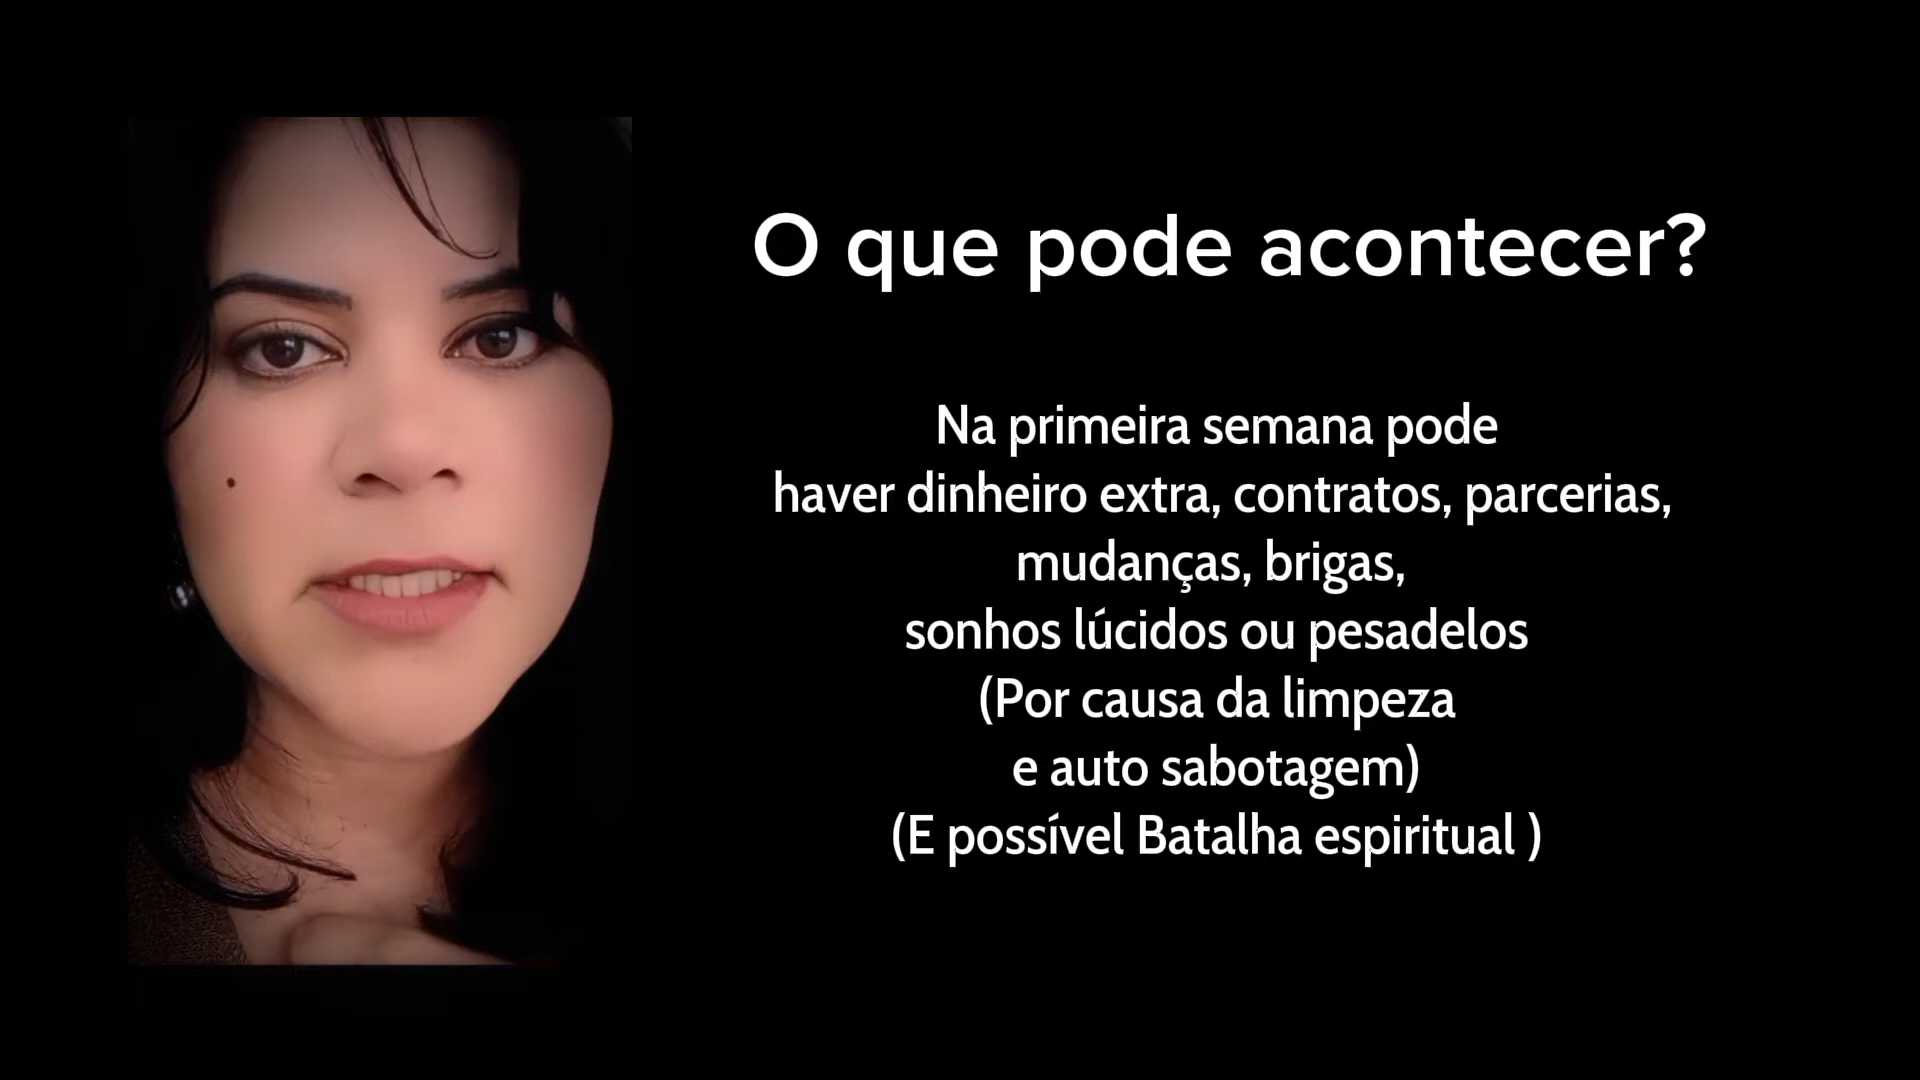 O que pode acontecer?
Na primeira semana pode
haver dinheiro extra, contratos, parcerias,
mudanças, brigas,
sonhos lúcidos ou pesadelos
(Por causa da limpeza
e auto sabotagem)
(E possível Batalha espiritual )